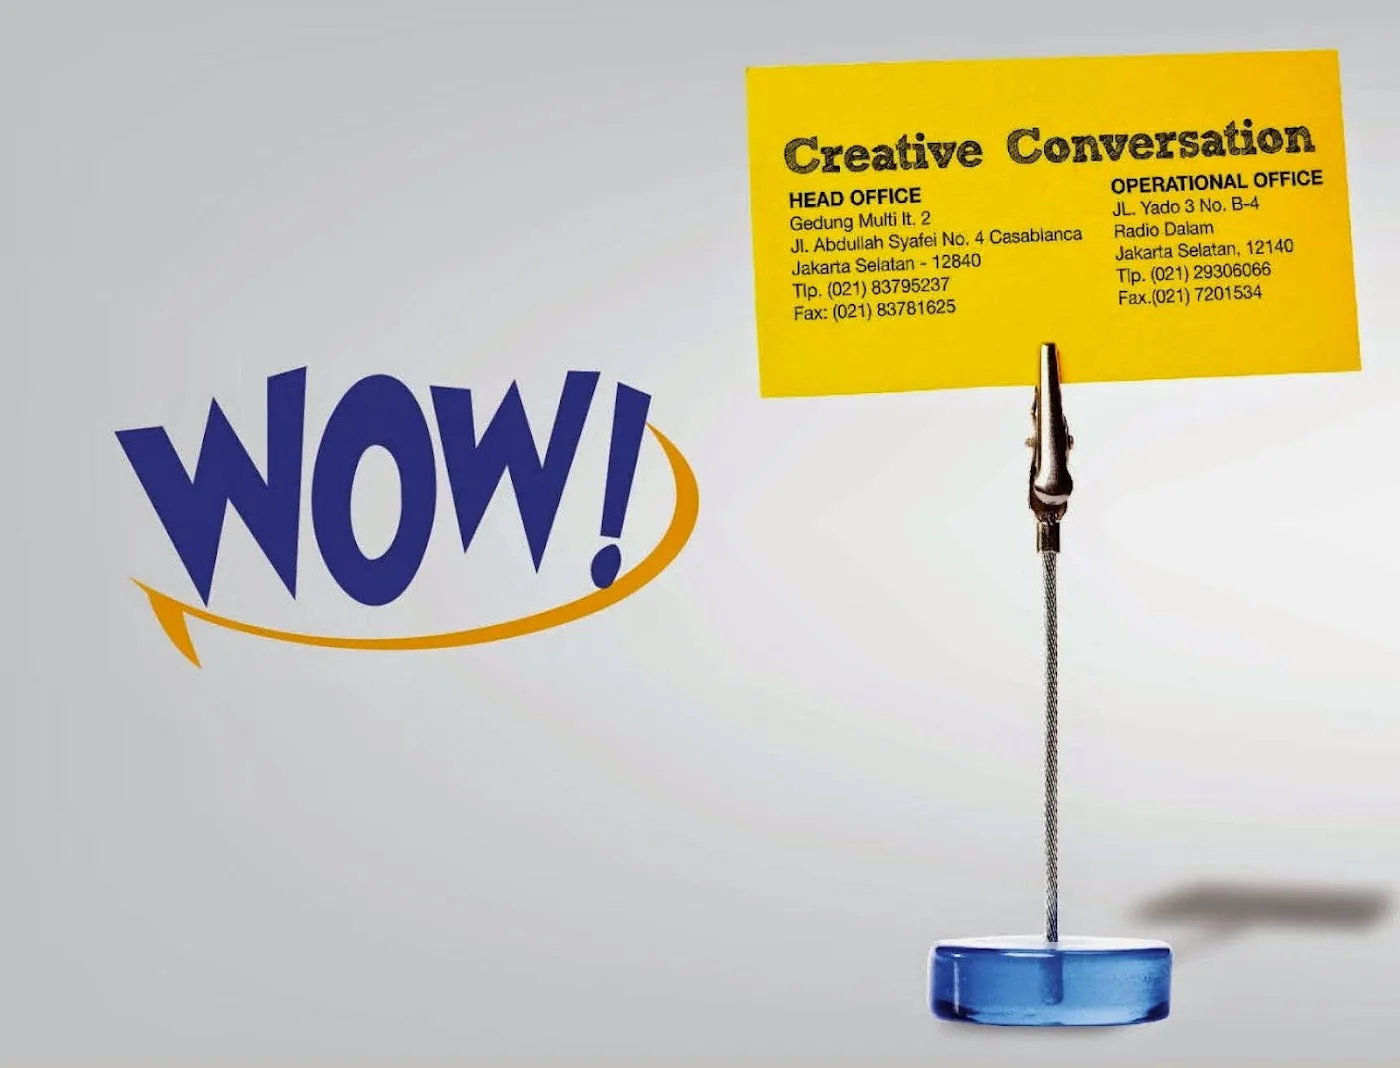 WOW!
Creative Conversation
HEAD OFFICE
Gedung Multi lt. 2
Jl. Abdullah Syafei No. 4 Casablanca
Jakarta Selatan - 12840
Tlp. (021) 83795237
Fax: (021) 83781625
OPERATIONAL OFFICE
JL. Yado 3 No. B-4
Radio Dalam
Jakarta Selatan, 12140
Tlp. (021) 29306066
Fax.(021) 7201534